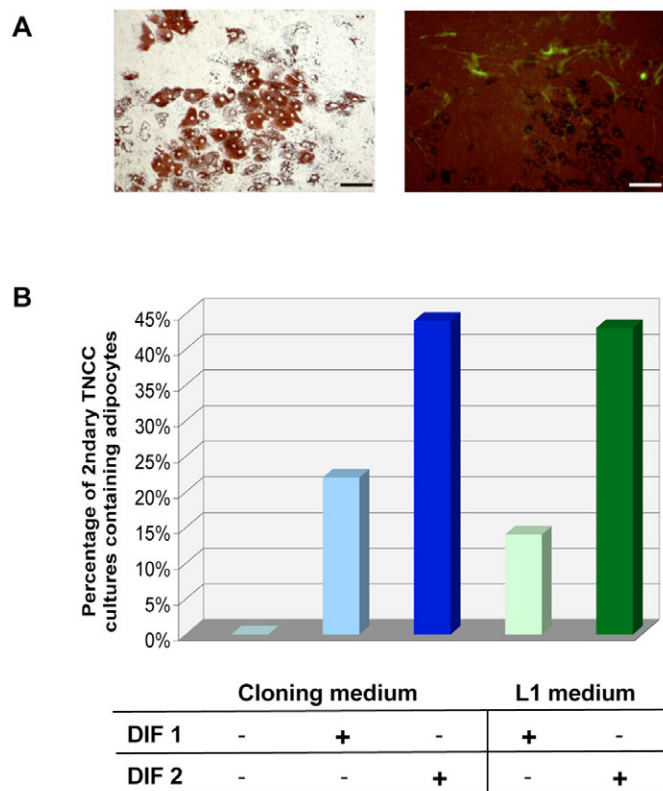 A
B
Percentage of 2ndary TNCC
cultures containing adipocytes
45%
40%
35%
30%
25%
20%
15%
10%
5%
0%
Cloning medium L1 medium
DIF 1 - + - + -
DIF 2 - - + - +